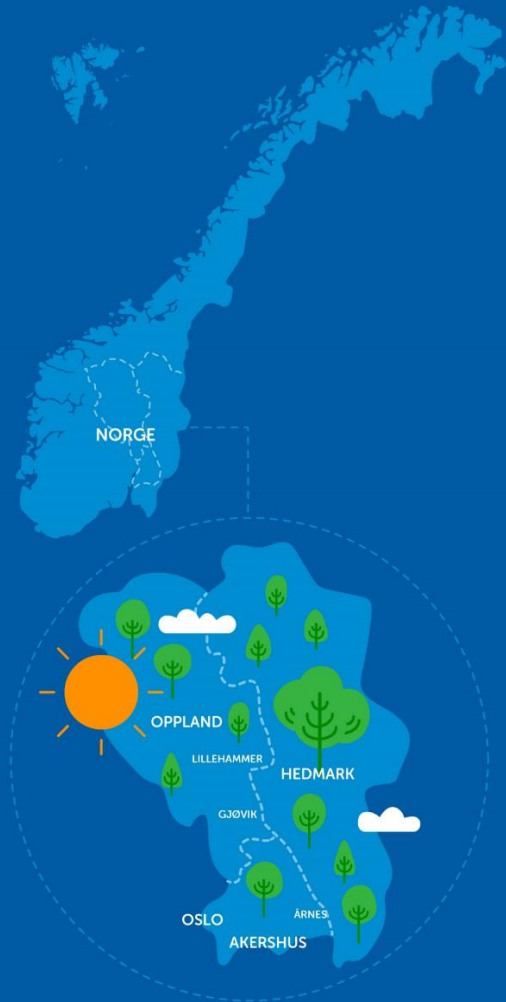 NORGE
OPPLAND
LILLEHAMMER
HEDMARK
GJØVIK
ÅRNES
OSLO
AKERSHUS